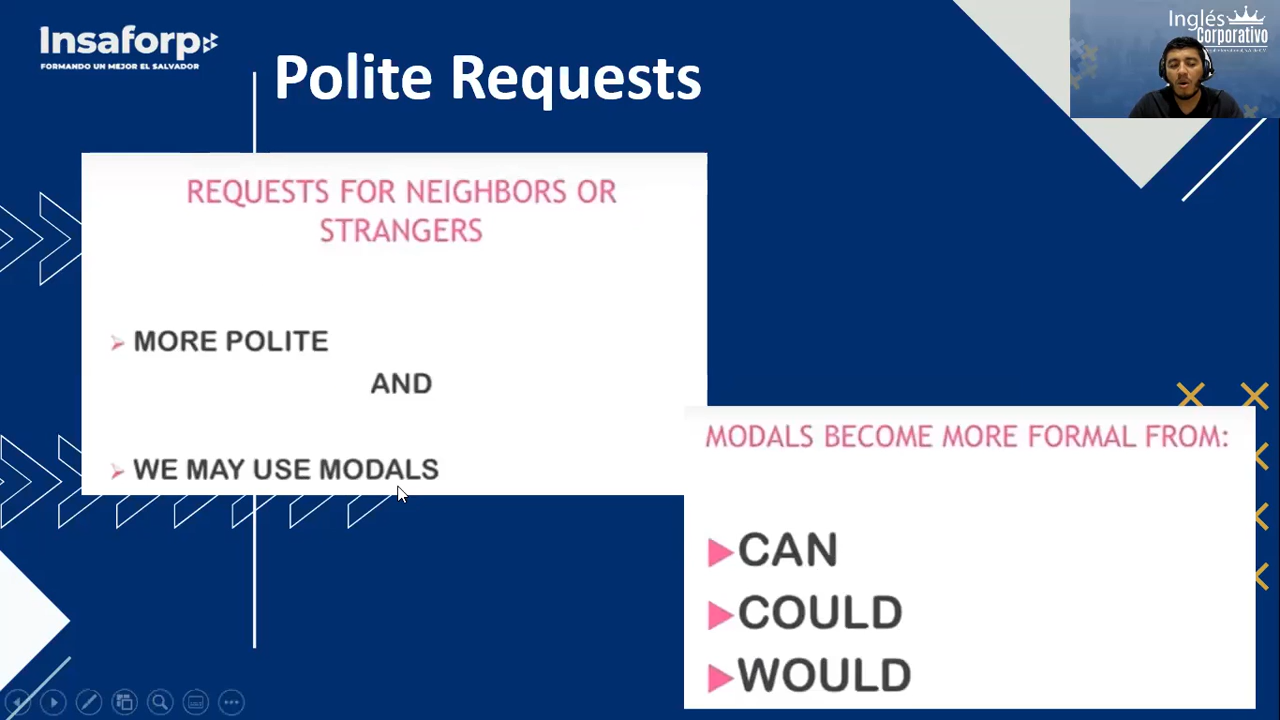 Insaforp
FORMANDO UN MEJOR EL SALVADOR
Polite Requests
Inglés
Corporativo
REQUESTS FOR NEIGHBORS OR
STRANGERS
MORE POLITE
AND
WE MAY USE MODALS
MODALS BECOME MORE FORMAL FROM:
CAN
COULD
WOULD